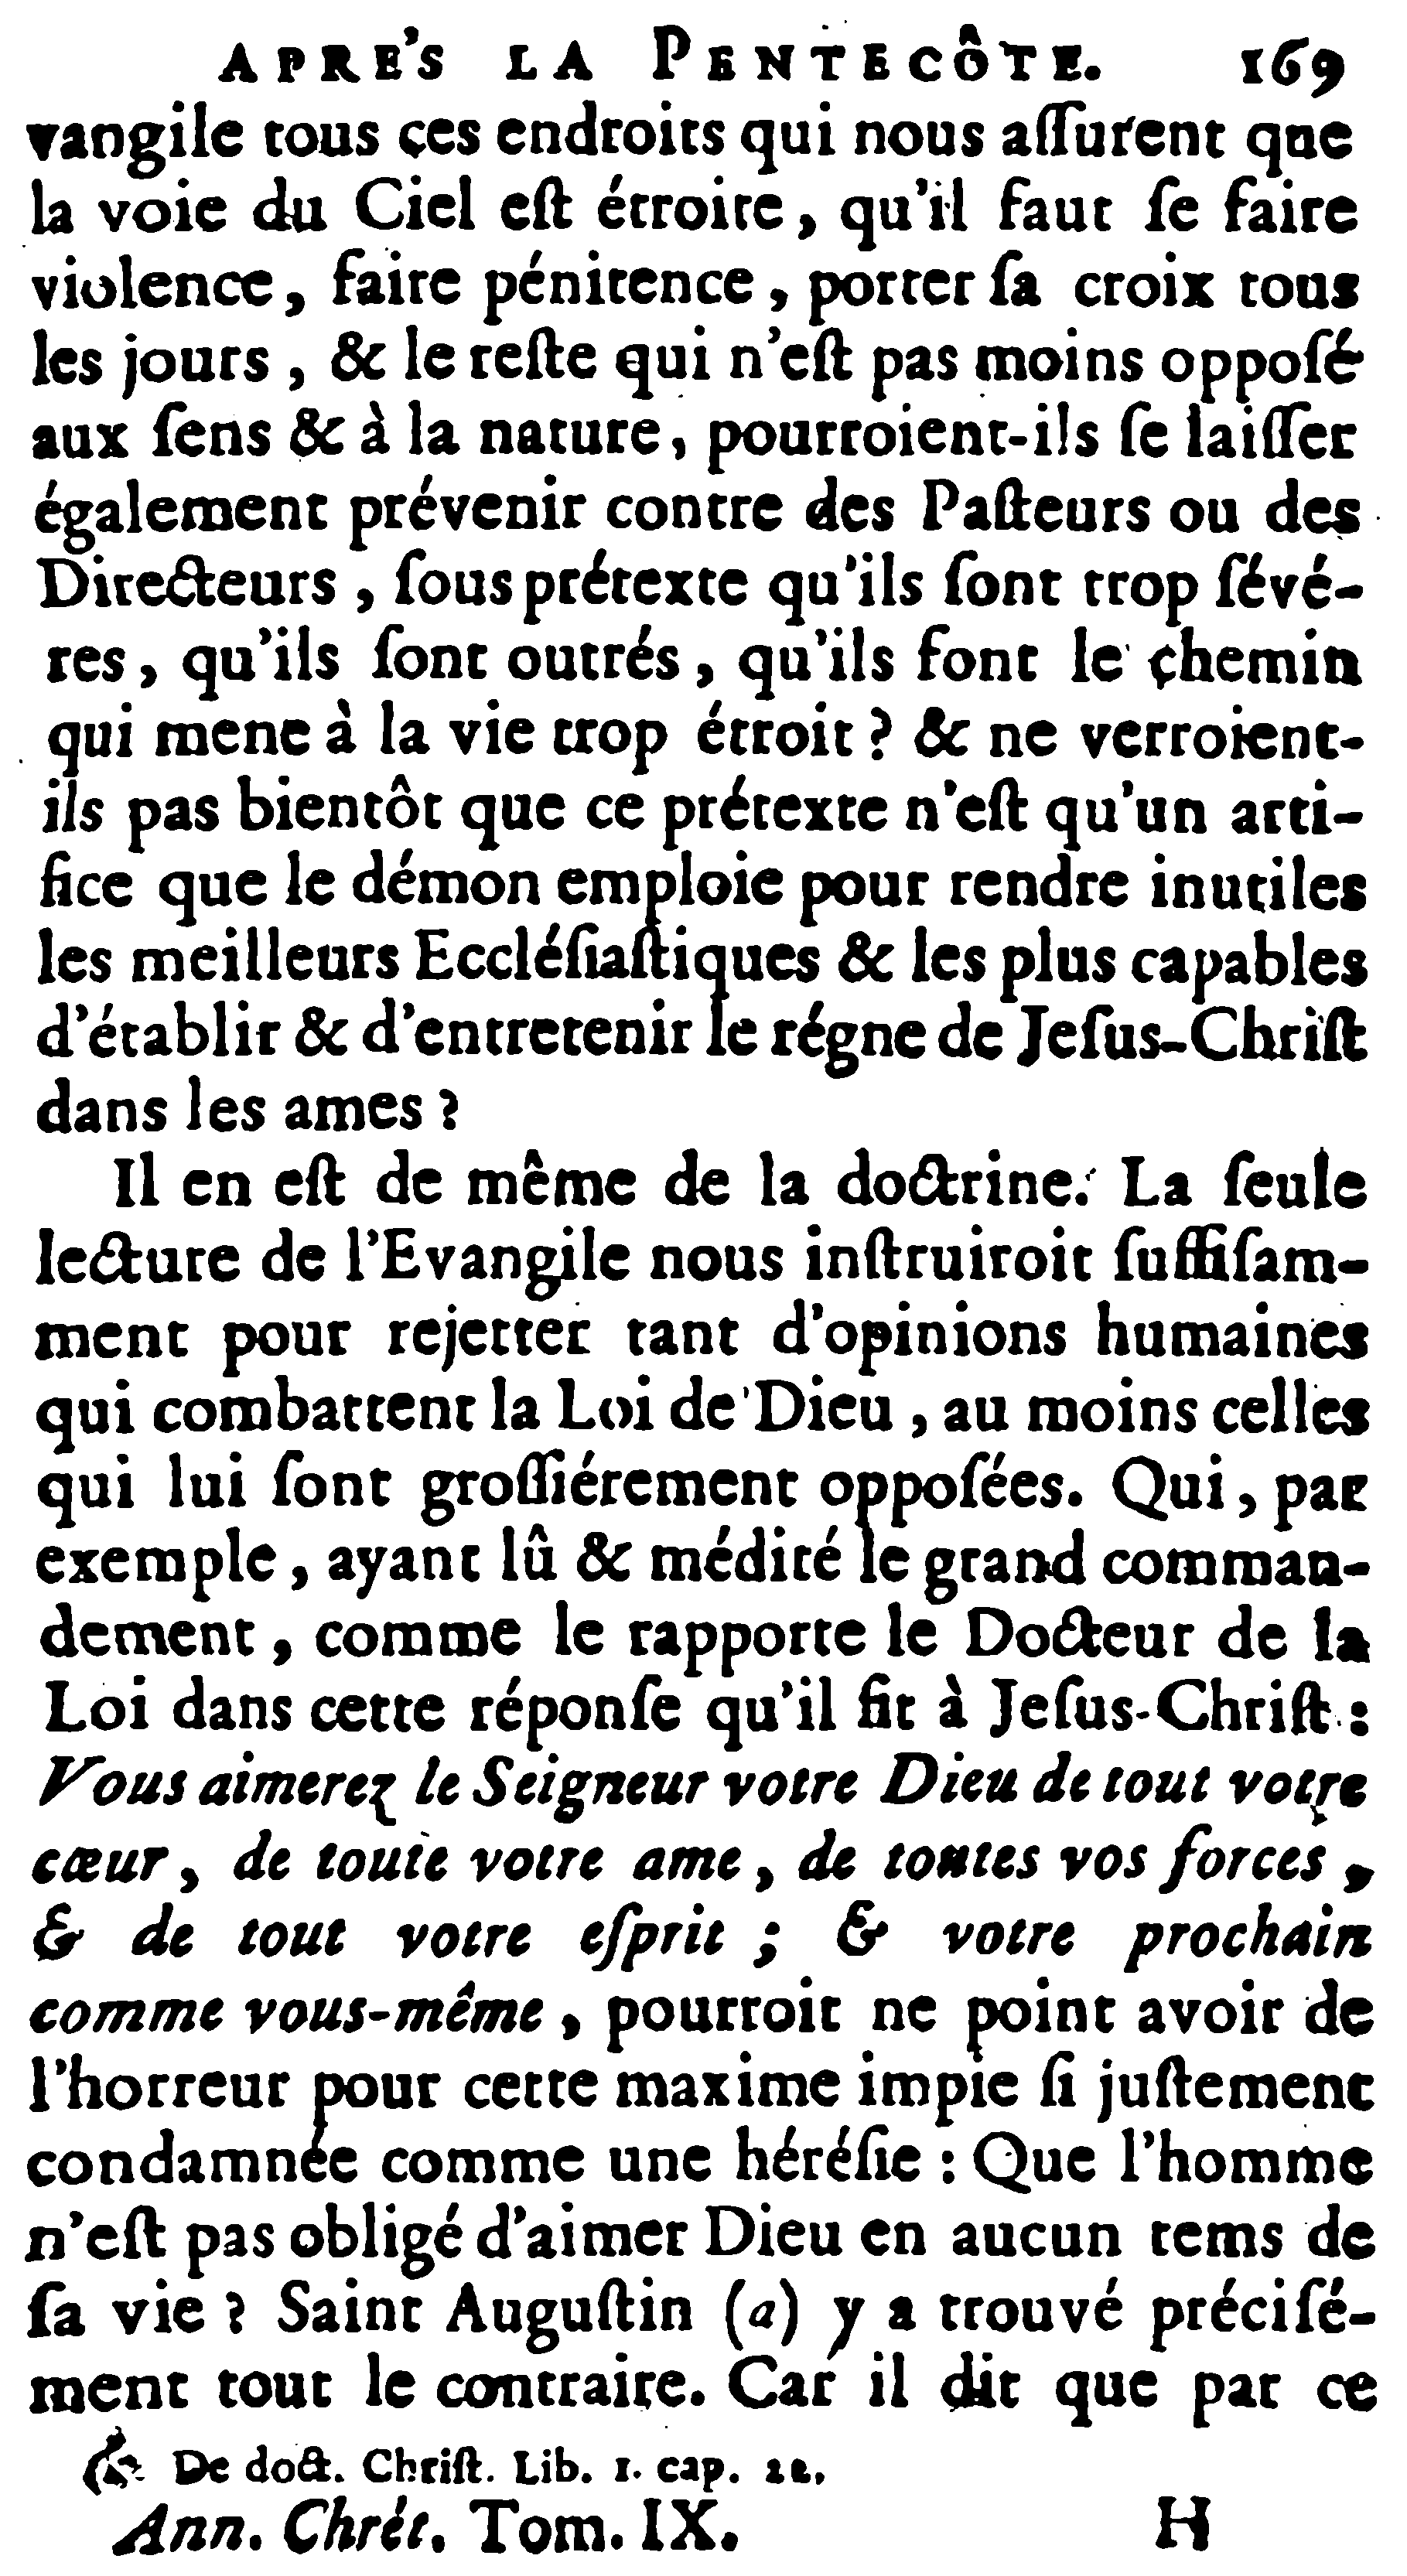 APRE'S LA PENTECÔTE. 169
vangile tous ces endroits qui nous aſſurent que
la voie du Ciel eſt étroite, qu'il faut ſe faire
violence, faire pénitence, porter ſa croix tous
les jours, & le reſte qui n'eſt pas moins oppoſé
aux ſens & à la nature, pourroient-ils ſe laiſſer
également prévenir contre des Paſteurs ou des
Directeurs, ſous prétexte qu'ils ſont trop ſévé-
res, qu'ils ſont outrés, qu'ils font le chemin
qui mene à la vie trop étroit ? & ne verroient-
ils pas bientôt que ce prétexte n'eſt qu'un arti-
fice que le démon emploie pour rendre inutiles
les meilleurs Eccléſiaſtiques & les plus capables
d'établir & d'entretenir le régne de Jeſus-Chriſt
dans les ames ?
Il en eſt de même de la doctrine. La ſeule
lecture de l'Evangile nous inſtruiroit ſuffiſam-
ment pour rejetter tant d'opinions humaines
qui combattent la Loi de Dieu, au moins celles
qui lui ſont groſſiérement oppoſées. Qui, par
exemple, ayant lû & médité le grand comman-
dement, comme le rapporte le Docteur de la
Loi dans cette réponſe qu'il fit à Jeſus-Chriſt :
Vous aimerez le Seigneur votre Dieu de tout votre
cœur, de toute votre ame, de toutes vos forces,
& de tout votre eſprit ; & votre prochain
comme vous-même, pourroit ne point avoir de
l'horreur pour cette maxime impie ſi juſtement
condamnée comme une héréſie : Que l'homme
n'eſt pas obligé d'aimer Dieu en aucun tems de
ſa vie ? Saint Auguſtin (a) y a trouvé préciſé-
ment tout le contraire. Car il dit que par ce
De doct. Chriſt. Lib. 1. cap.
Ann. Chrét. Tom. IX. H